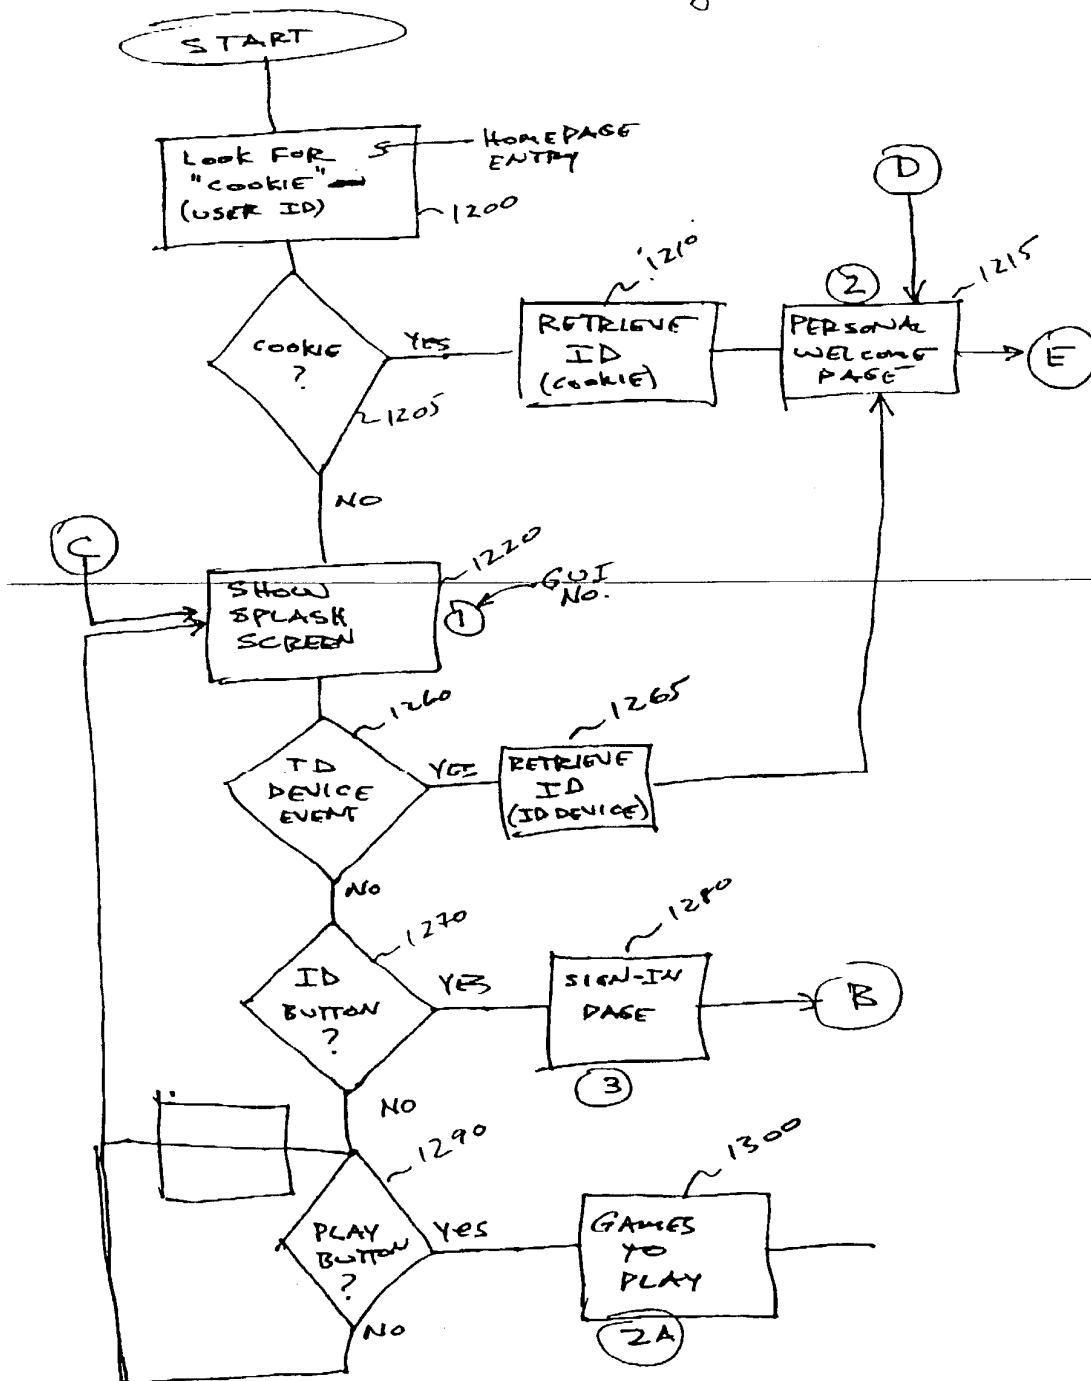 START
LOOK FOR
"COOKIE"
(USER ID)
HOMEPAGE
ENTRY
1200
D
COOKIE
?
YES
1205
NO
1210
RETRIEVE
ID
(COOKIE)
2
1215
PERSONAL
WELCOME
PAGE
E
C
1220
SHOW
SPLASH
SCREEN
1
GUI
NO.
1260
ID
DEVICE
EVENT
YES
NO
1265
RETRIEVE
ID
(ID DEVICE)
1270
ID
BUTTON
?
YES
NO
1280
SIGN-IN
PAGE
3
B
1290
PLAY
BUTTON
?
YES
NO
1300
GAMES
TO
PLAY
2A